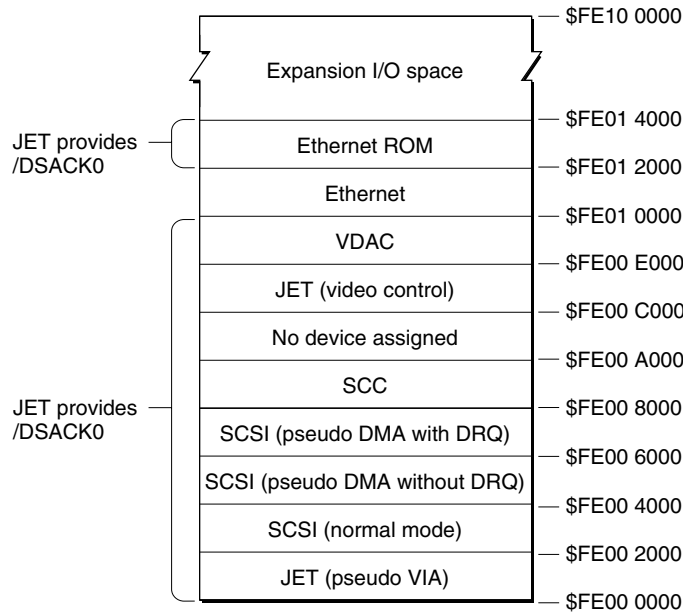 $FE10 0000
Expansion I/O space
$FE01 4000
JET provides
/DSACK0
Ethernet ROM
$FE01 2000
Ethernet
$FE01 0000
VDAC
$FE00 E000
JET (video control)
$FE00 C000
No device assigned
$FE00 A000
SCC
JET provides
/DSACK0
$FE00 8000
SCSI (pseudo DMA with DRQ)
$FE00 6000
SCSI (pseudo DMA without DRQ)
$FE00 4000
SCSI (normal mode)
$FE00 2000
JET (pseudo VIA)
$FE00 0000